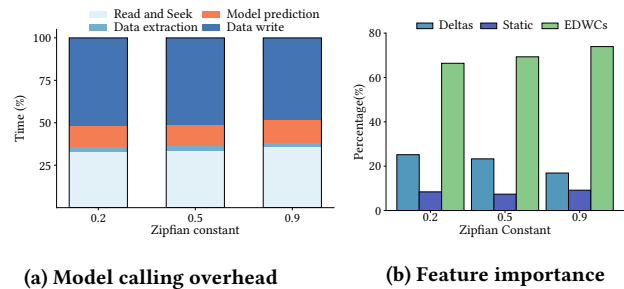 Read and Seek Model prediction
Data extraction Data write
100
75
50
25
Time (%)
0.2 0.5 0.9
Zipfian constant
(a) Model calling overhead
Deltas Static EDWCs
80
60
40
20
0
Percentage(%)
0.2 0.5 0.9
Zipfian Constant
(b) Feature importance